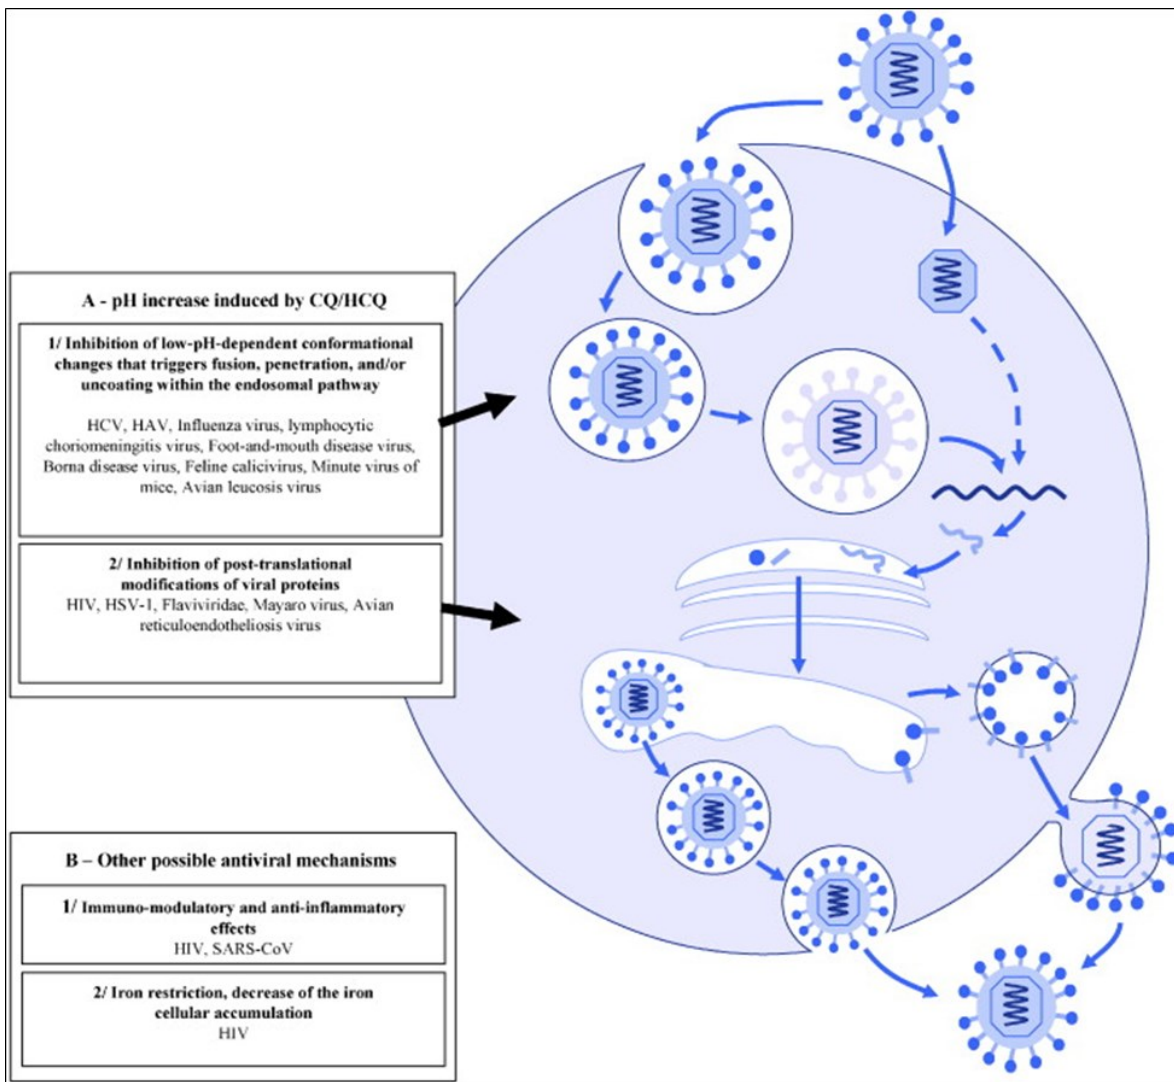 A - pH increase induced by CQ/HCQ
1/ Inhibition of low-pH-dependent conformational
changes that triggers fusion, penetration, and/or
uncoating within the endosomal pathway
HCV, HAV, Influenza virus, lymphocytic
choriomeningitis virus, Foot-and-mouth disease virus,
Borna disease virus, Feline calicivirus, Minute virus of
mice, Avian leucosis virus
2/ Inhibition of post-translational
modifications of viral proteins
HIV, HSV-1, Flaviviridae, Mayaro virus, Avian
reticuloendotheliosis virus
B – Other possible antiviral mechanisms
1/ Immuno-modulatory and anti-inflammatory
effects
HIV, SARS-CoV
2/ Iron restriction, decrease of the iron
cellular accumulation
HIV